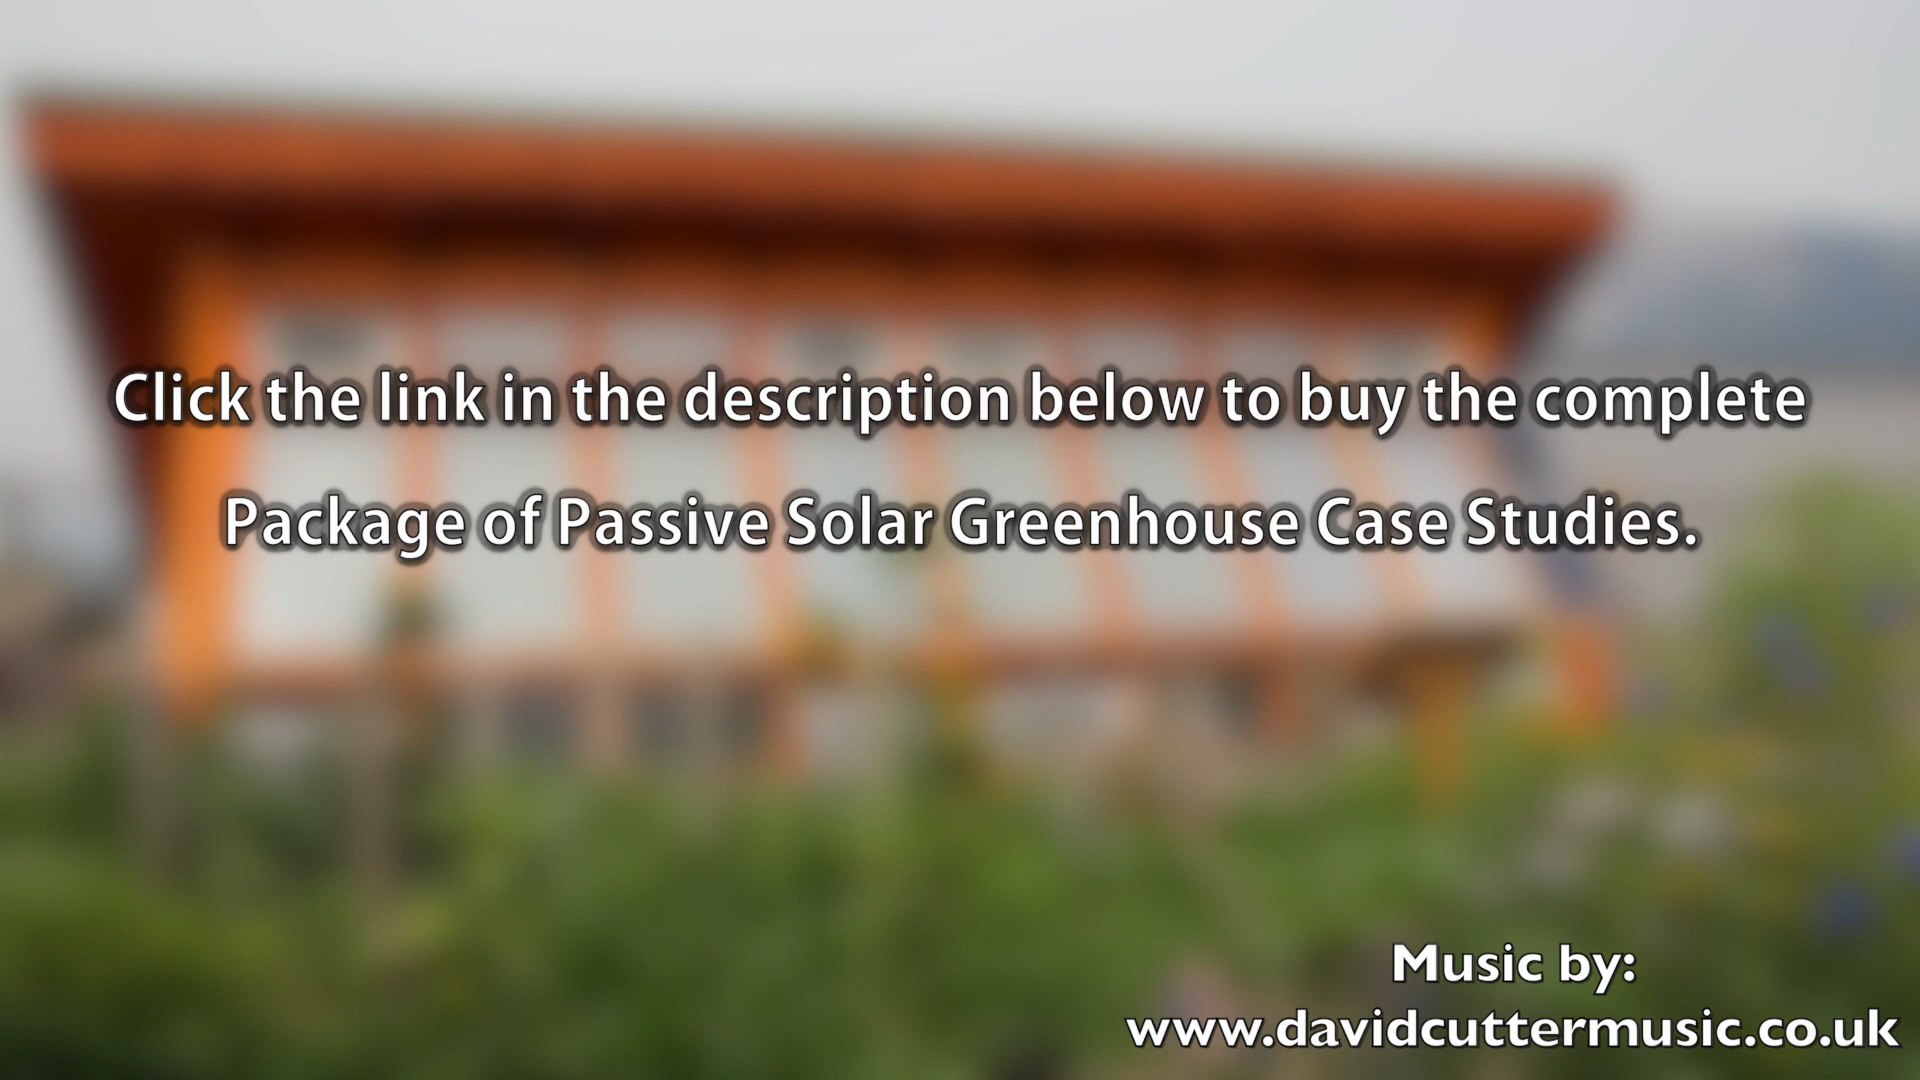 Click the link in the description below to buy the complete
Package of Passive Solar Greenhouse Case Studies.
Music by:
www.davidcuttermusic.co.uk